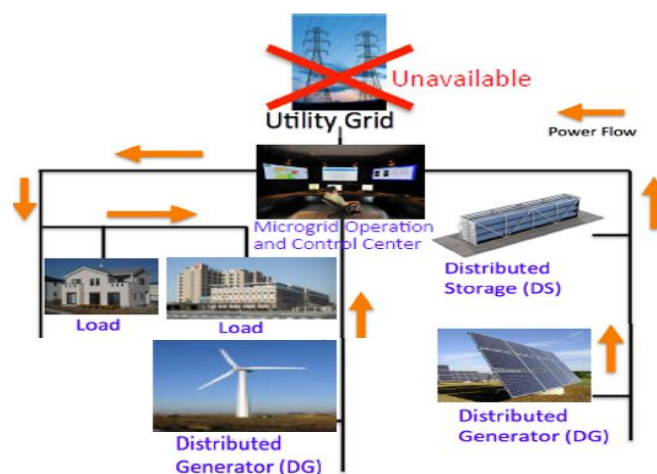 Unavailable
Utility Grid
Power Flow
Microgrid Operation
and Control Center
Distributed
Storage (DS)
Load
Load
Distributed
Generator (DG)
Distributed
Generator (DG)